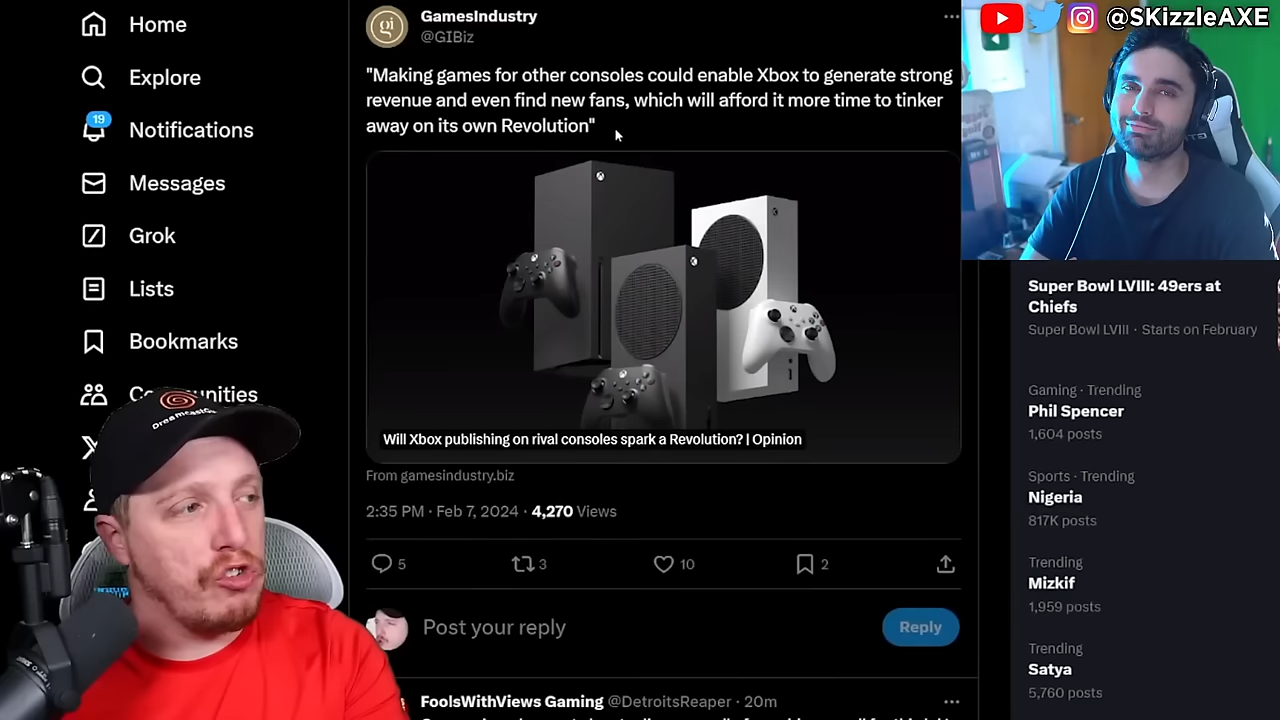 Home
Explore
19
Notifications
Messages
Grok
Lists
Bookmarks
GamesIndustry
@GIBiz
"Making games for other consoles could enable Xbox to generate strong
revenue and even find new fans, which will afford it more time to tinker
away on its own Revolution"
Will Xbox publishing on rival consoles spark a Revolution? | Opinion
From gamesindustry.biz
2:35 PM · Feb 7, 2024 · 4,270 Views
5
3
10
2
Post your reply
Reply
FoolsWithViews Gaming @DetroitsReaper · 20m
@SKizzleAXE
Super Bowl LVIII: 49ers at
Chiefs
Super Bowl LVIII · Starts on February
Gaming · Trending
Phil Spencer
1,604 posts
Sports · Trending
Nigeria
817K posts
Trending
Mizkif
1,959 posts
Trending
Satya
5,760 posts